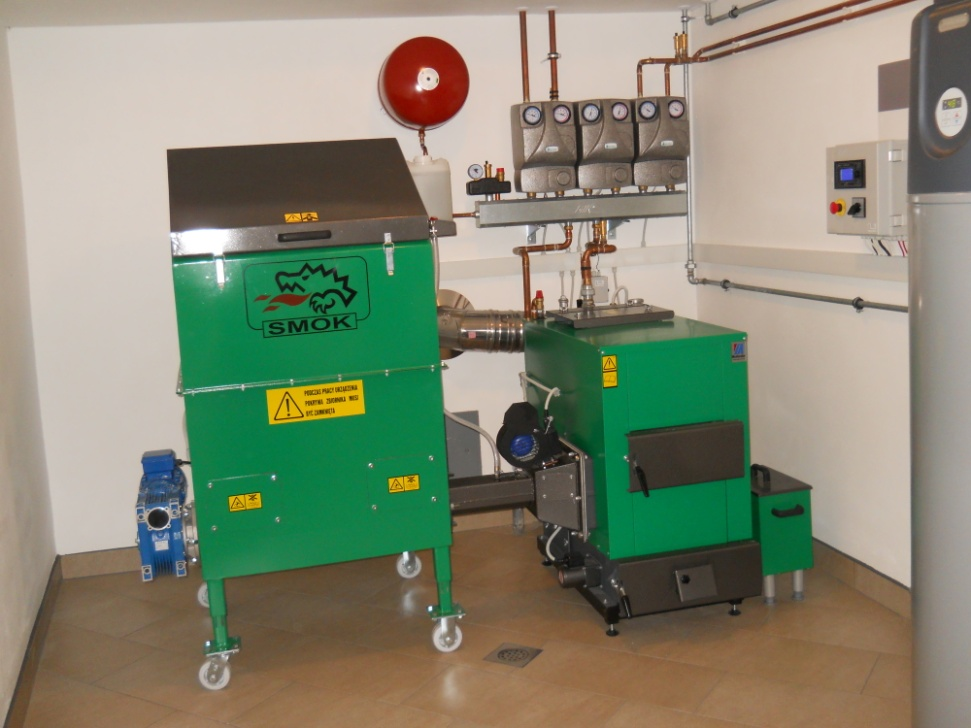 SMOK
PODCZAS PRACY URZĄDZENIA
POKRYWA ZBIORNIKA MUSI
BYĆ ZAMKNIĘTA